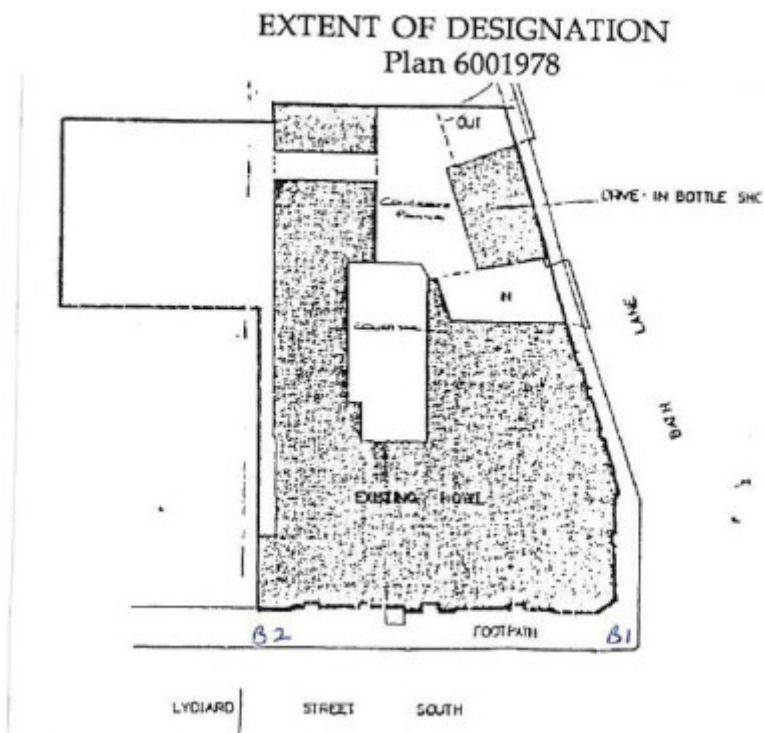 EXTENT OF DESIGNATION
Plan 6001978
OUT
DRIVE-IN BOTTLE SHO
IN
LANE
BATH
EXISTING HOTEL
B2
FOOTPATH
B1
LYDIARD STREET SOUTH